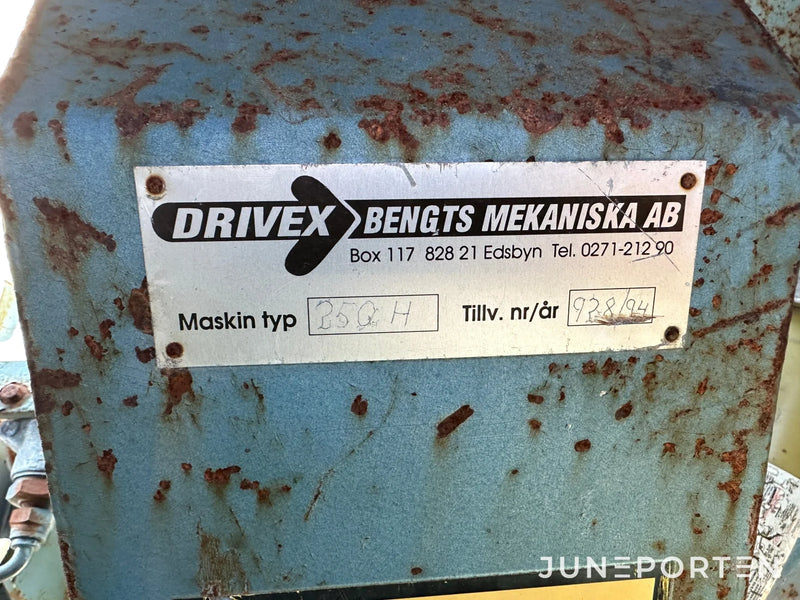 DRIVEX BENGTS MEKANISKA AB
Box 117 828 21 Edsbyn Tel. 0271-212 90
Maskin typ 250 H Tillv. nr/år 928/94
JUNEPORTEN